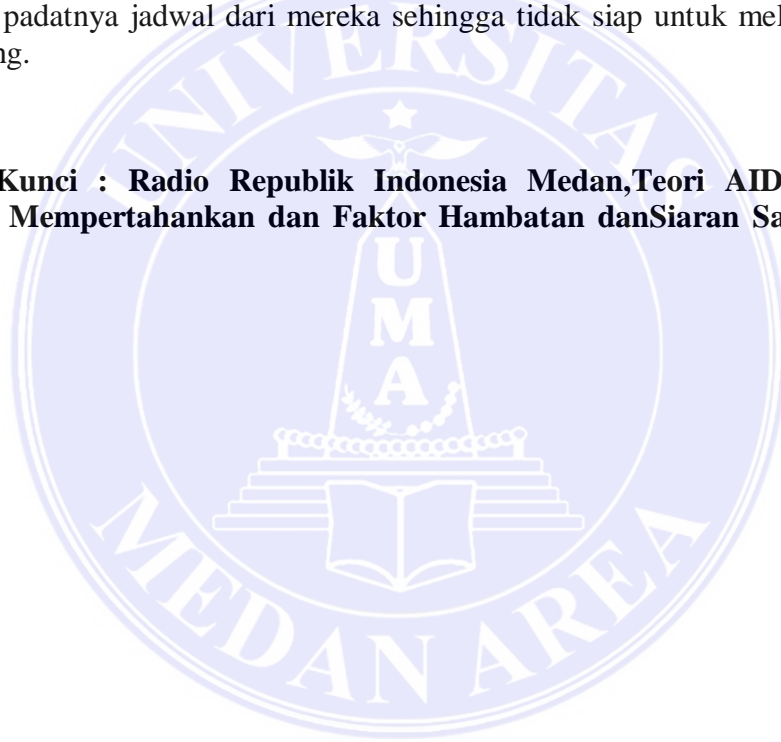 padatnya jadwal dari mereka sehingga tidak siap untuk
ng.
Kunci : Radio Republik Indonesia Medan,Teori AID
Mempertahankan dan Faktor Hambatan danSiaran Sa
UNIVERSITAS
U
M
A
MEDAN AREA